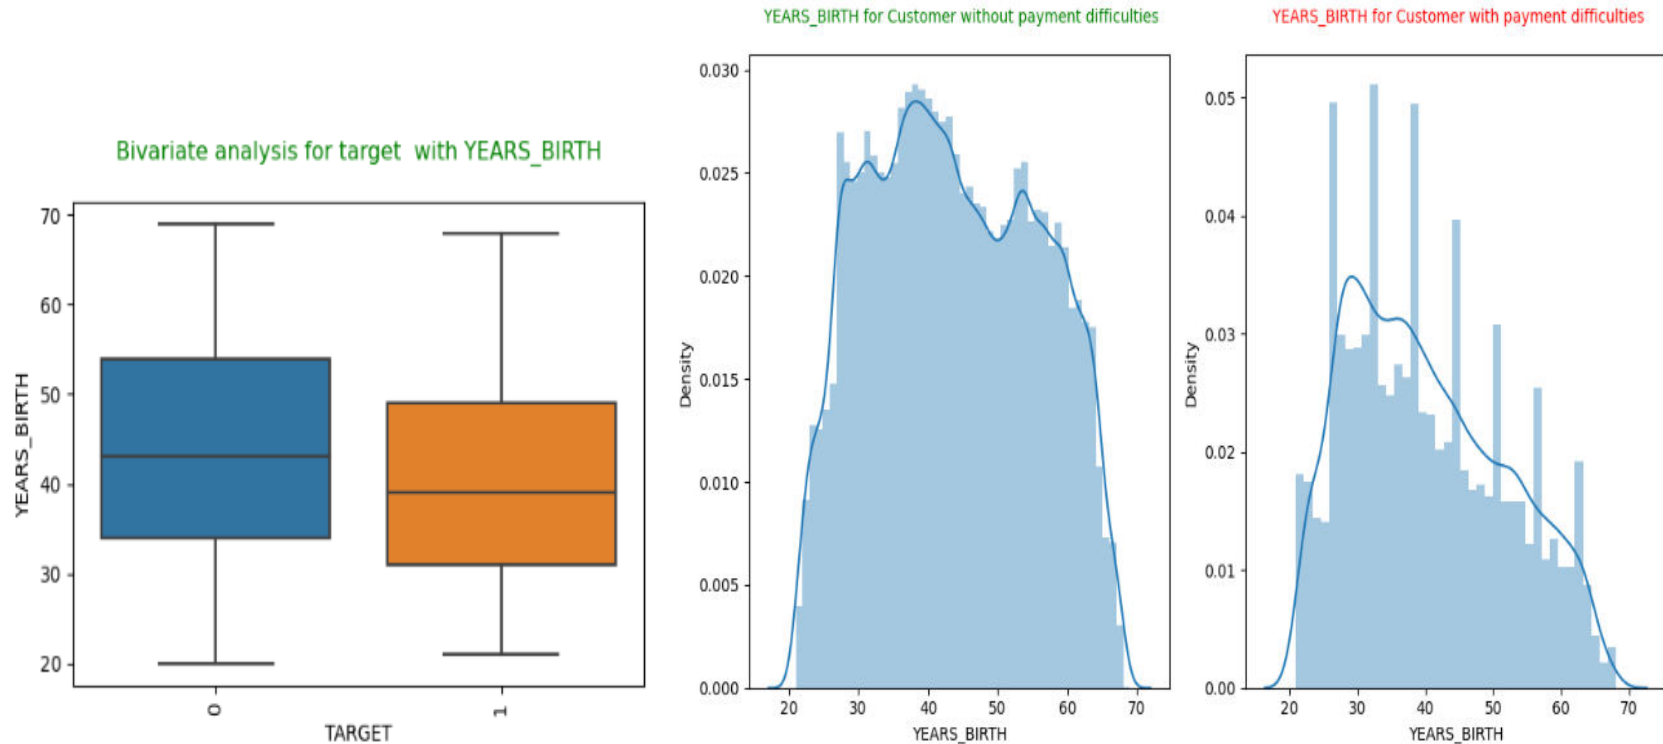 Bivariate analysis for target  with YEARS_BIRTH
70
60
50
40
30
20
YEARS_BIRTH
0
1
TARGET
YEARS_BIRTH for Customer without payment difficulties
0.030
0.025
0.020
0.015
0.010
0.005
0.000
Density
20 30 40 50 60 70
YEARS_BIRTH
YEARS_BIRTH for Customer with payment difficulties
0.05
0.04
0.03
0.02
0.01
0.00
Density
20 30 40 50 60 70
YEARS_BIRTH